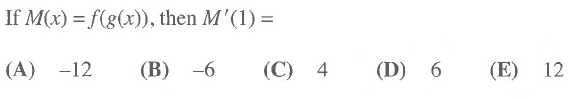 If M(x) = f(g(x)), then M'(1) =
(A) –12 (B) –6 (C) 4 (D) 6 (E) 12